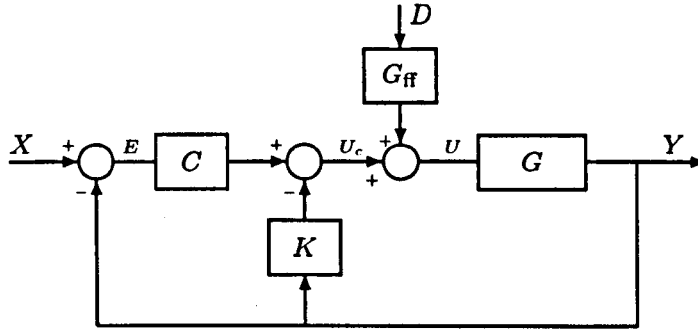 D
G_ff
X + E C + U_c + U G Y
− − +
K